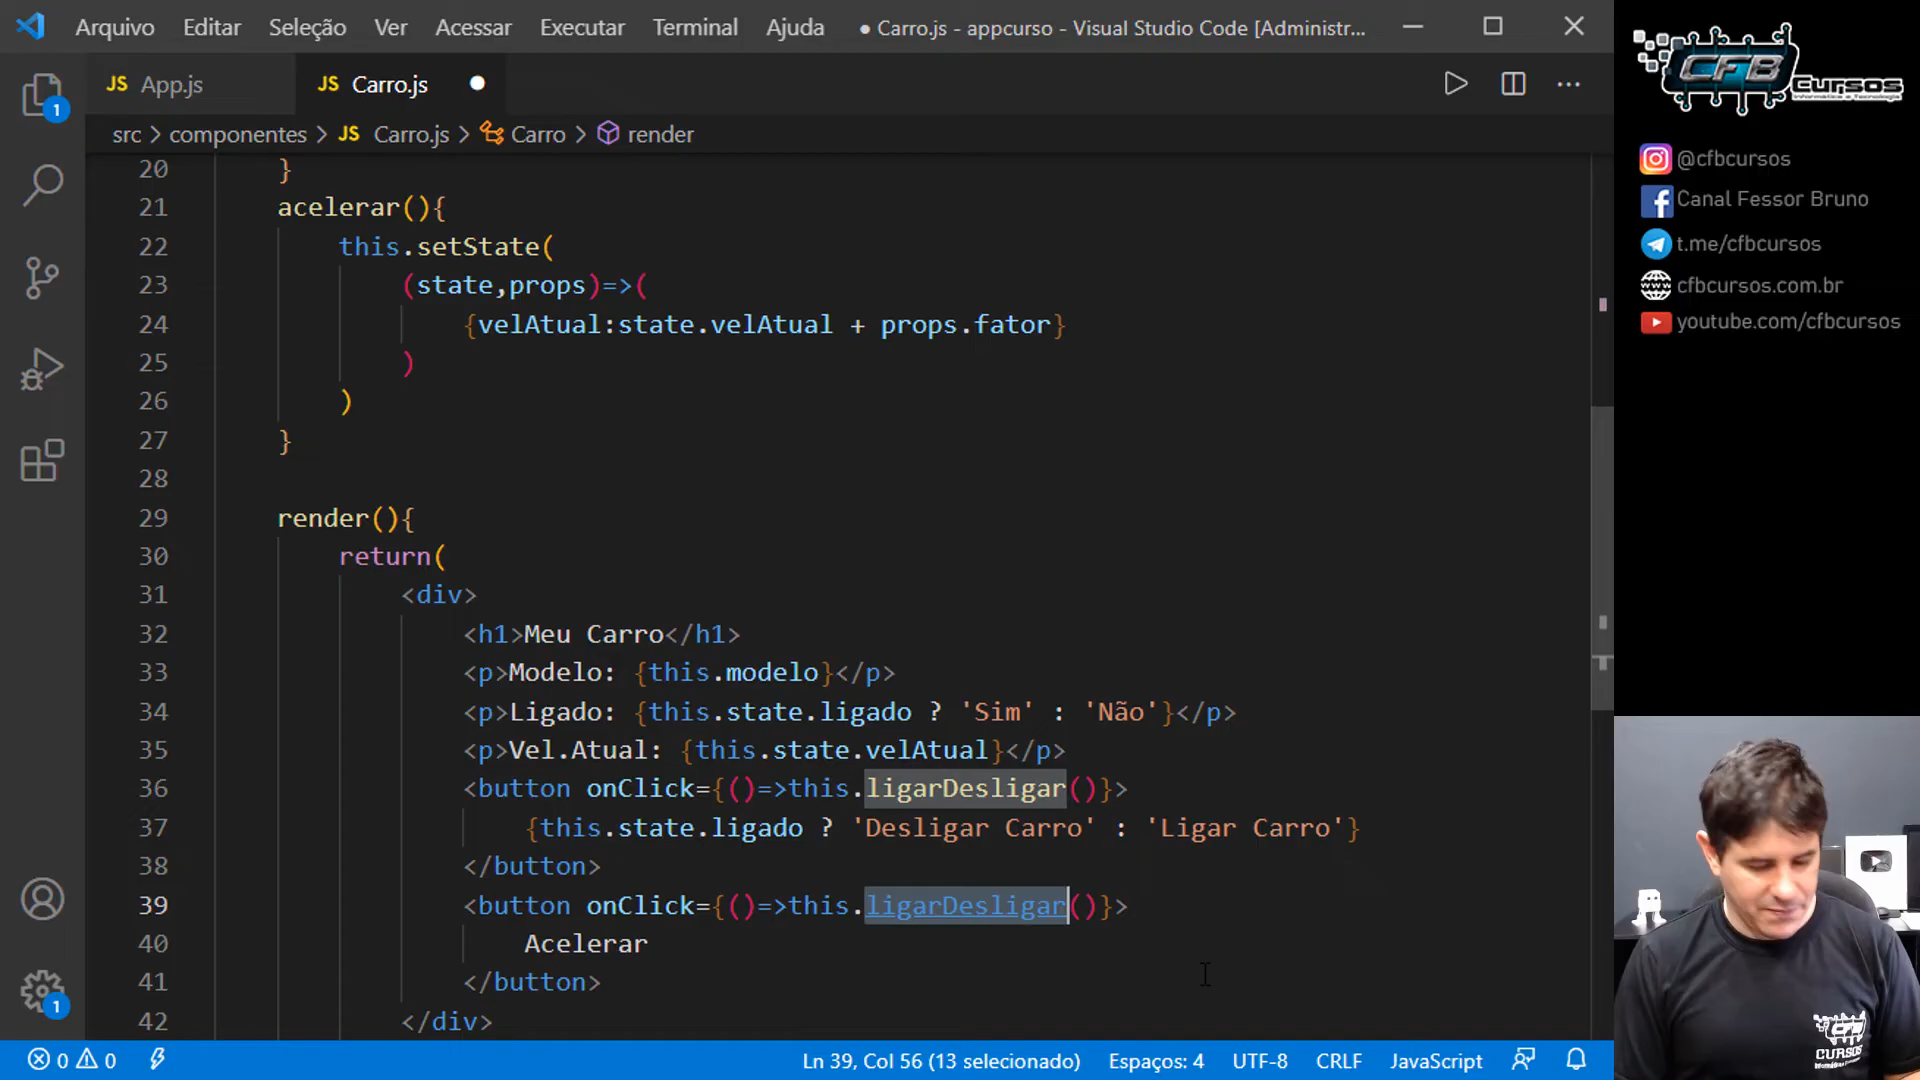 Arquivo Editar Seleção Ver Acessar Executar Terminal Ajuda ● Carro.js - appcurso - Visual Studio Code [Administr...
JS App.js JS Carro.js ●
src > componentes > JS Carro.js > Carro > render
20 }
21 acelerar(){
22 this.setState(
23 (state,props)=>(
24 {velAtual:state.velAtual + props.fator}
25 )
26 )
27 }
28
29 render(){
30 return(
31 <div>
32 <h1>Meu Carro</h1>
33 <p>Modelo: {this.modelo}</p>
34 <p>Ligado: {this.state.ligado ? 'Sim' : 'Não'}</p>
35 <p>Vel.Atual: {this.state.velAtual}</p>
36 <button onClick={()=>this.ligarDesligar()}>
37 {this.state.ligado ? 'Desligar Carro' : 'Ligar Carro'}
38 </button>
39 <button onClick={()=>this.ligarDesligar()}>
40 Acelerar
41 </button>
42 </div>
1
1
0 0
Ln 39, Col 56 (13 selecionado) Espaços: 4 UTF-8 CRLF JavaScript
CFB
Cursos
@cfbcursos
Canal Fessor Bruno
t.me/cfbcursos
cfbcursos.com.br
youtube.com/cfbcursos
CFB
CURSOS